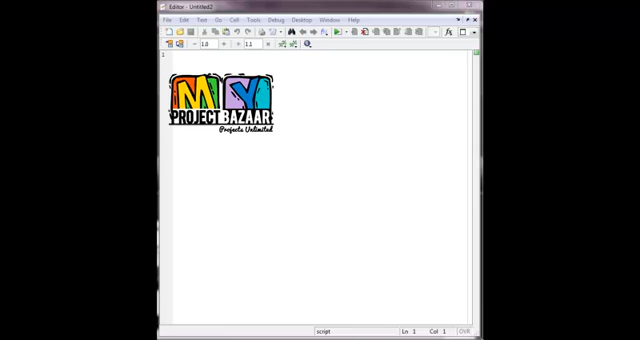 Editor - Untitled2
File Edit Text Go Cell Tools Debug Desktop Window Help
1.0 1.1
1
MY
PROJECT BAZAAR
Projects Unlimited
script Ln 1 Col 1 OVR